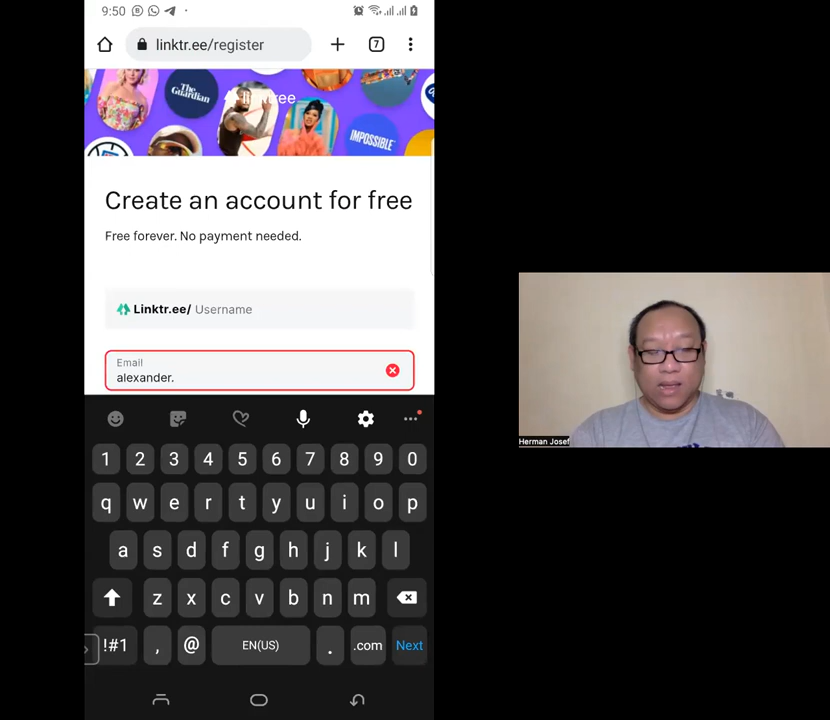 9:50
7
linktr.ee/register
The Guardian
linktree
IMPOSSIBLE
Create an account for free
Free forever. No payment needed.
Linktr.ee/ Username
Email
alexander.
1 2 3 4 5 6 7 8 9 0
q w e r t y u i o p
a s d f g h j k l
z x c v b n m
!#1 , @ EN(US) . .com Next
Herman Josef